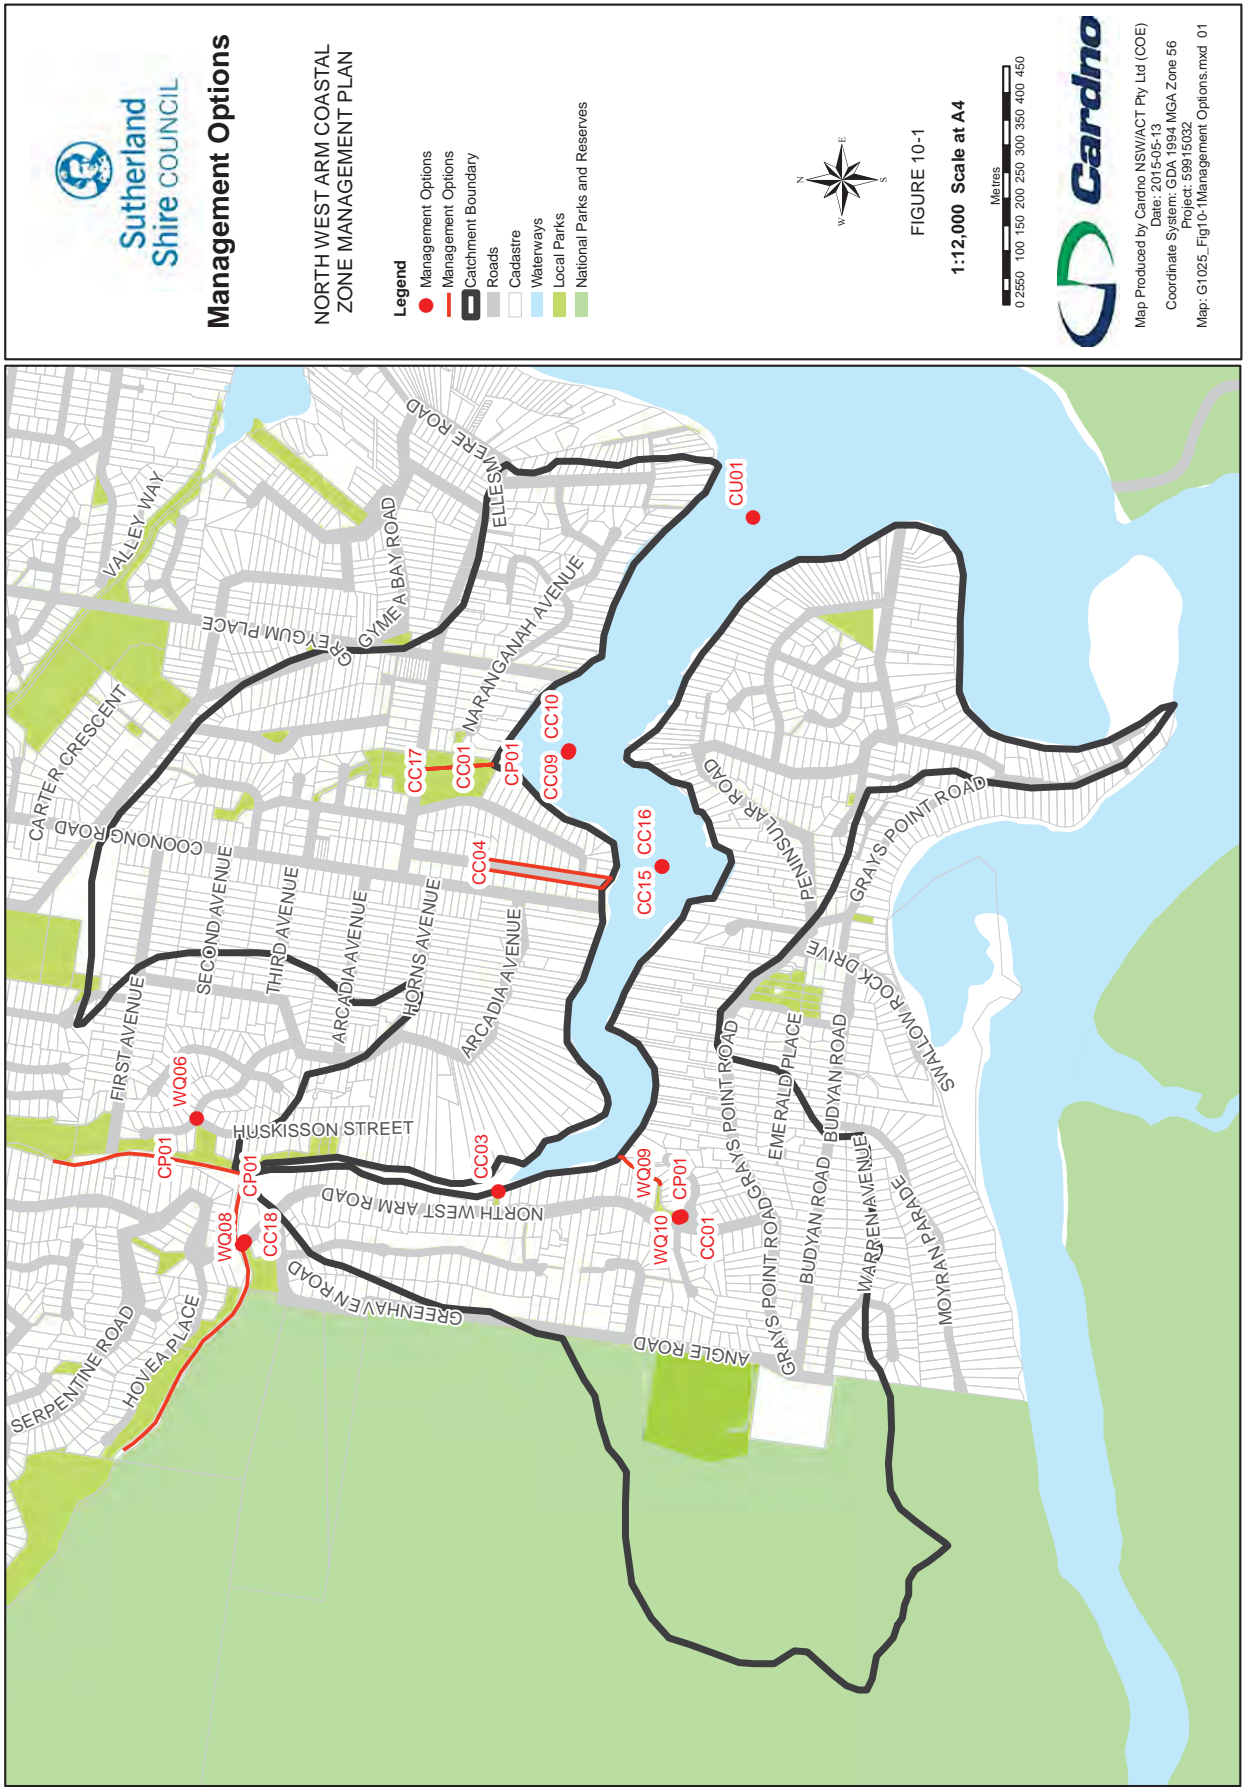 Sutherland
Shire COUNCIL
Management Options
NORTH WEST ARM COASTAL
ZONE MANAGEMENT PLAN
Legend
Management Options
Management Options
Catchment Boundary
Roads
Cadastre
Waterways
Local Parks
National Parks and Reserves
N
E
S
W
FIGURE 10-1
1:12,000 Scale at A4
Metres
0 25 50 100 150 200 250 300 350 400 450
Cardno
Map Produced by Cardno NSW/ACT Pty Ltd (COE)
Date: 2015-05-13
Coordinate System: GDA 1994 MGA Zone 56
Project: 59915032
Map: G1025_Fig10-1Management Options.mxd 01
SERPENTINE ROAD
HOVEA PLACE
FIRST AVENUE
CARTER CRESCENT
VALLEY WAY
COONONG ROAD
SECOND AVENUE
THIRD AVENUE
GREYGUM PLACE
GYMEA BAY ROAD
ELLESMERE ROAD
ELLESMERE
WQ06
CP01
CP01
WQ08
CC18
HUSKISSON STREET
GREENHAVEN ROAD
NORTH WEST ARM ROAD
ARCADIA AVENUE
HORNS AVENUE
ARCADIA AVENUE
NARANGANAH AVENUE
CC17
CC01
CP01
CC04
CC03
CC09 CC10
CC15 CC16
CU01
WQ09
WQ10 CP01
CC01
ANGLE ROAD
GRAYS POINT ROAD
GRAYS POINT ROAD
GRAYS POINT ROAD
GRAYS POINT ROAD
PENINSULAR ROAD
EMERALD PLACE
BUDYAN ROAD
BUDYAN ROAD
WARREN AVENUE
MOYRAN PARADE
SWALLOW ROCK DRIVE